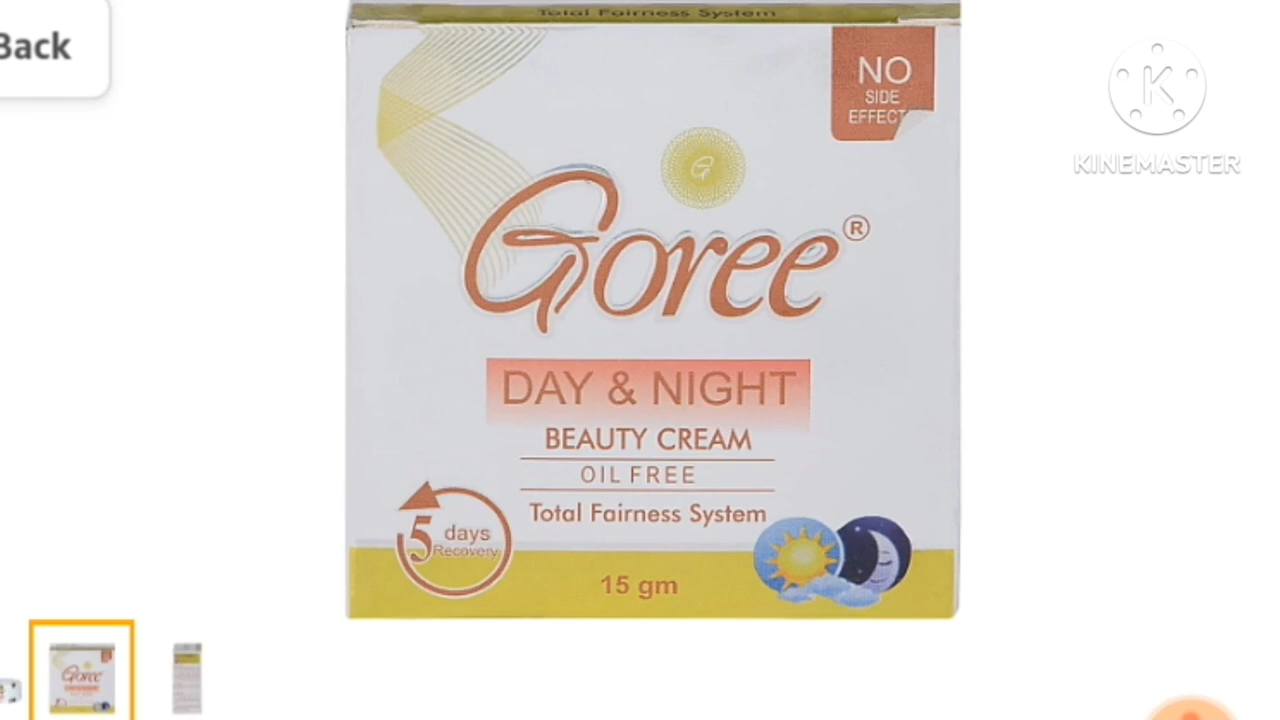 Back
Total Fairness System
NO
SIDE
EFFECT
KINEMASTER
Goree®
DAY & NIGHT
BEAUTY CREAM
OIL FREE
Total Fairness System
5 days
Recovery
15 gm